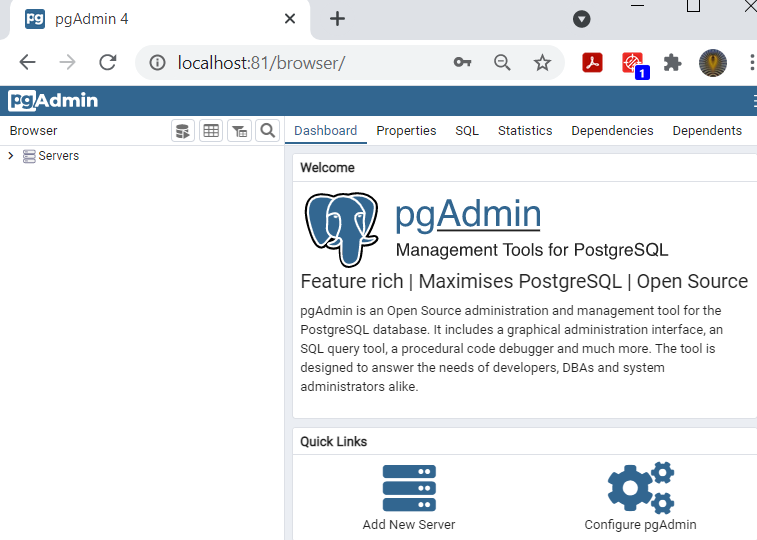 pgAdmin 4
localhost:81/browser/
1
pgAdmin
Browser
Dashboard Properties SQL Statistics Dependencies Dependents
Servers
Welcome
pgAdmin
Management Tools for PostgreSQL
Feature rich | Maximises PostgreSQL | Open Source
pgAdmin is an Open Source administration and management tool for the
PostgreSQL database. It includes a graphical administration interface, an
SQL query tool, a procedural code debugger and much more. The tool is
designed to answer the needs of developers, DBAs and system
administrators alike.
Quick Links
Add New Server
Configure pgAdmin